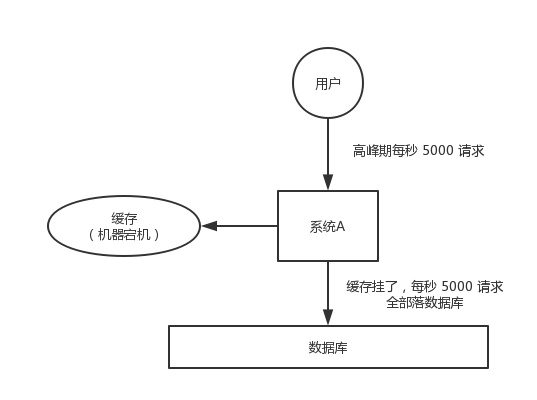 用户
高峰期每秒 5000 请求
缓存
（机器宕机）
系统A
缓存挂了，每秒 5000 请求
全部落数据库
数据库